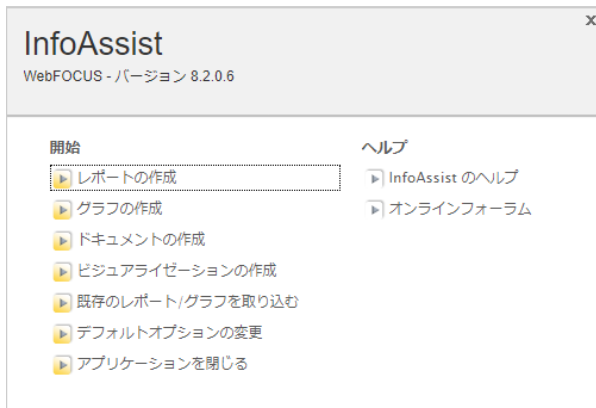 x
InfoAssist
WebFOCUS - バージョン 8.2.0.6
開始
レポートの作成
グラフの作成
ドキュメントの作成
ビジュアライゼーションの作成
既存のレポート/グラフを取り込む
デフォルトオプションの変更
アプリケーションを閉じる
ヘルプ
InfoAssist のヘルプ
オンラインフォーラム